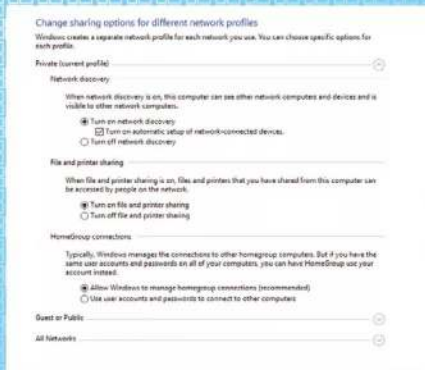 Change sharing options for different network profiles
Windows creates a separate network profile for each network you use. You can choose specific options for
each profile.
Private (current profile)
Network discovery
When network discovery is on, this computer can see other network computers and devices and is
visible to other network computers.
Turn on network discovery
Turn on automatic setup of network-connected devices.
Turn off network discovery
File and printer sharing
When file and printer sharing is on, files and printers that you have shared from this computer can
be accessed by people on the network.
Turn on file and printer sharing
Turn off file and printer sharing
HomeGroup connections
Typically, Windows manages the connections to other homegroup computers. But if you have the
same user accounts and passwords on all of your computers, you can have HomeGroup use your
account instead.
Allow Windows to manage homegroup connections (recommended)
Use user accounts and passwords to connect to other computers
Guest or Public
All Networks